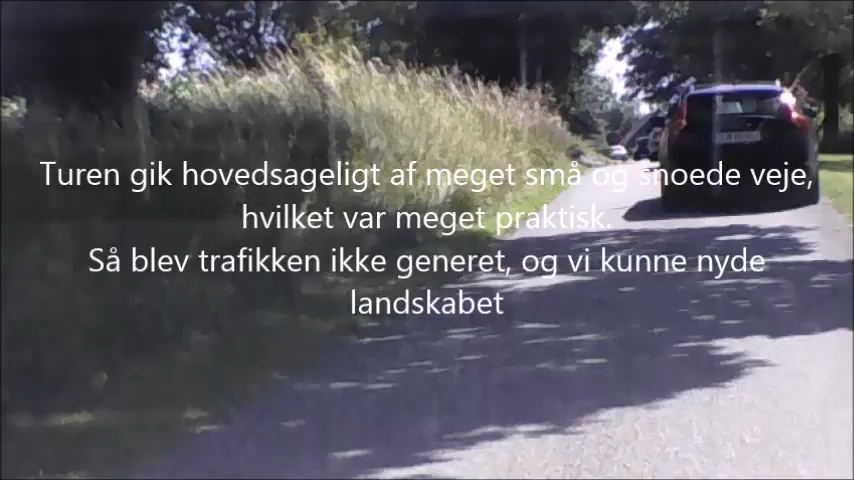 Turen gik hovedsageligt af meget små og snoede veje,
hvilket var meget praktisk.
Så blev trafikken ikke generet, og vi kunne nyde
landskabet